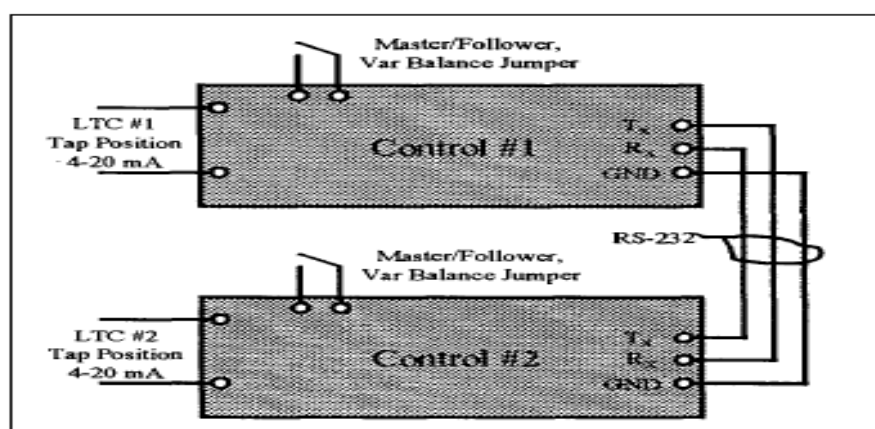 Master/Follower,
Var Balance Jumper
LTC #1
Tap Position
4-20 mA
Control #1
Tx
Rx
GND
RS-232
Master/Follower,
Var Balance Jumper
LTC #2
Tap Position
4-20 mA
Control #2
Tx
Rx
GND